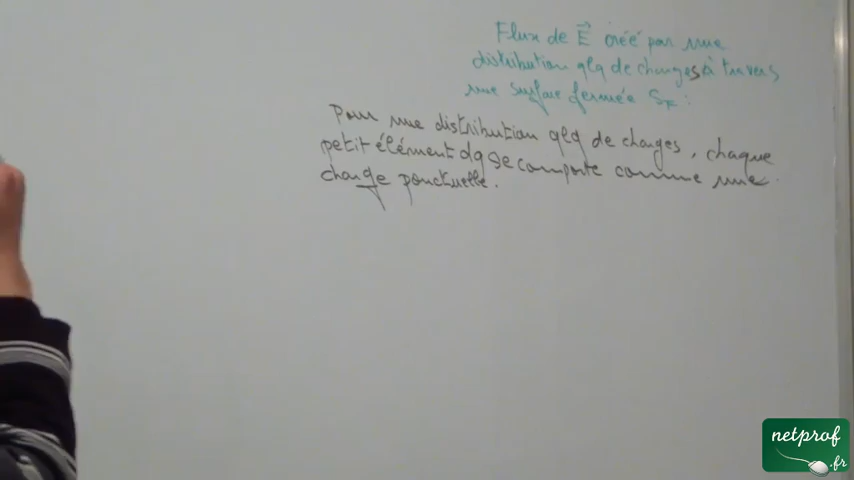 Flux de E⃗ créé par une
distribution qlq de charges à travers
une surface fermée S_F :
Pour une distribution qlq de charges, chaque
petit élément dq se comporte comme une
charge ponctuelle.
netprof
.fr